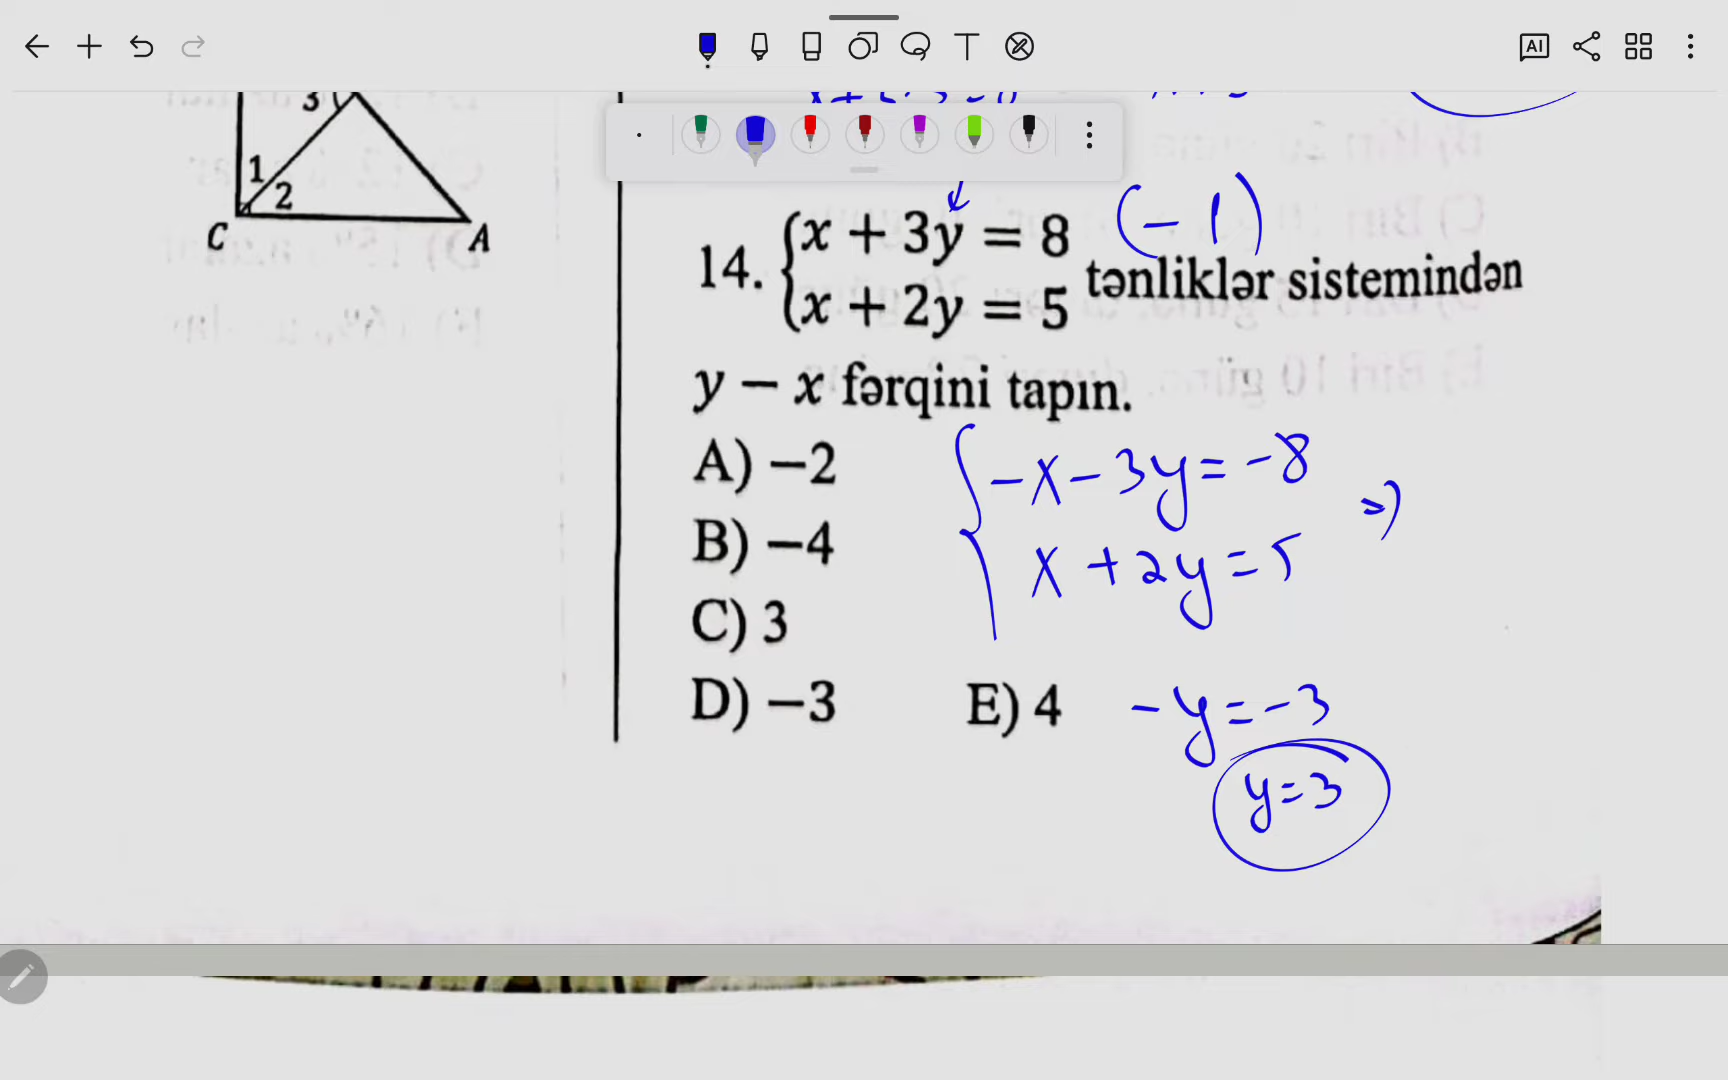 AI
3
1
2
C
A
14. {x + 3y = 8 (-1)
{x + 2y = 5 tənliklər sistemindən
y − x fərqini tapın.
A) −2
B) −4
C) 3
D) −3 E) 4
{-x-3y=-8
x+2y=5 =>
-y=-3
y=3